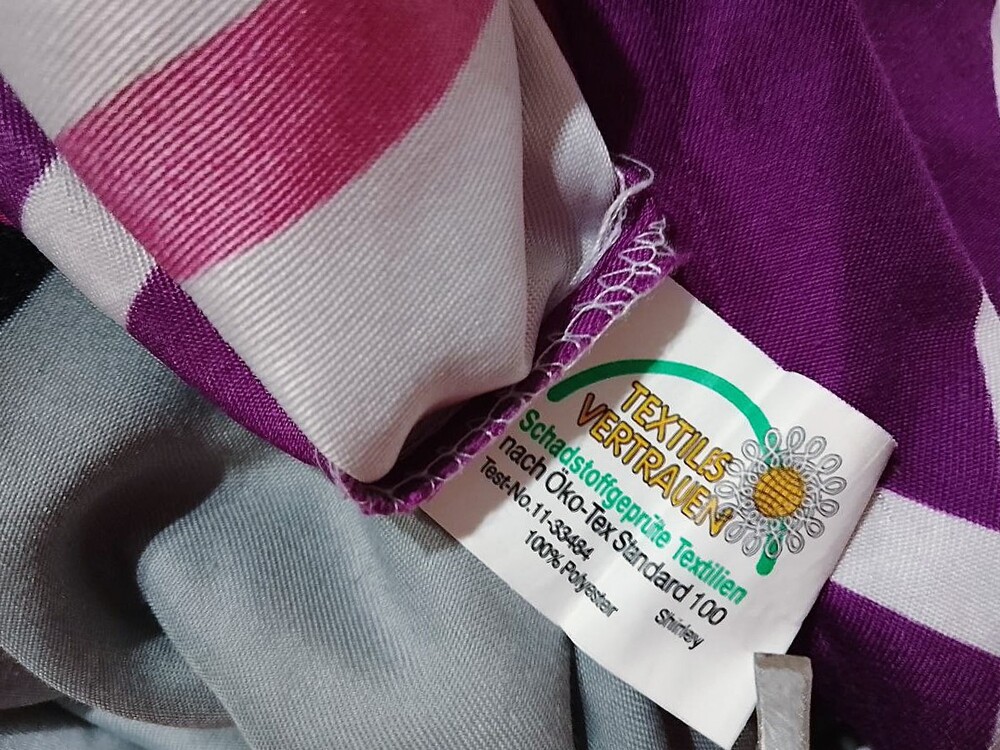 TEXTILES
VERTRAUEN
Schadstoffgeprüfte Textilien
nach Öko-Tex Standard 100
Test-No.11-33484 Shirley
100% Polyester